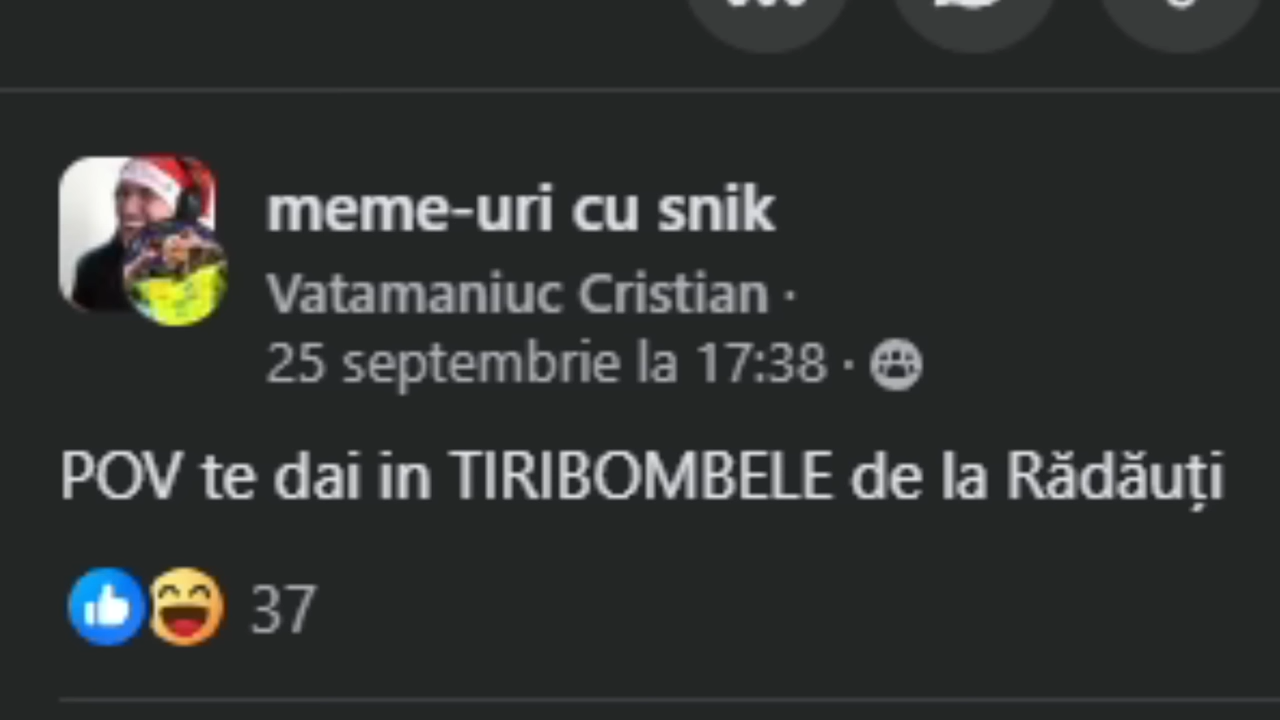 meme-uri cu snik
Vatamaniuc Cristian ·
25 septembrie la 17:38 ·
POV te dai in TIRIBOMBELE de la Rădăuți
37